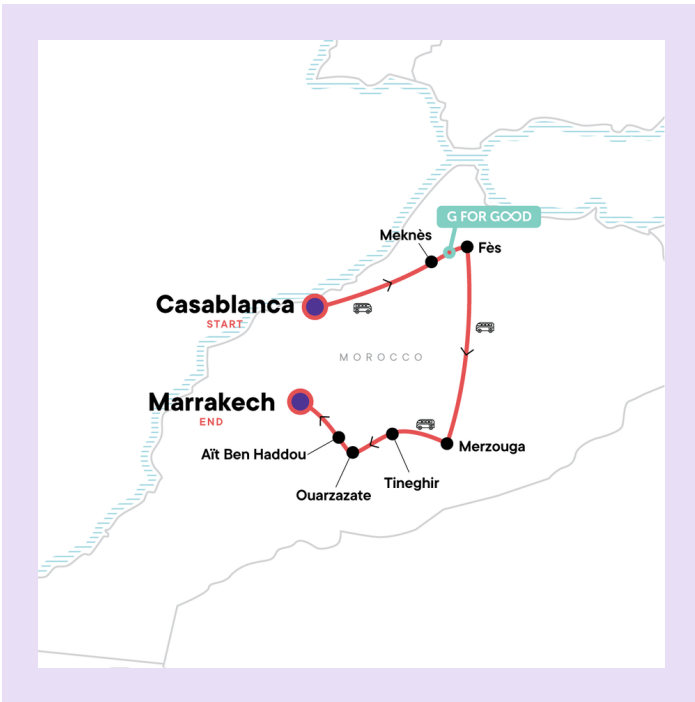 G FOR GOOD
Meknès
Fès
Casablanca
START
MOROCCO
Marrakech
END
Merzouga
Aït Ben Haddou
Tineghir
Ouarzazate